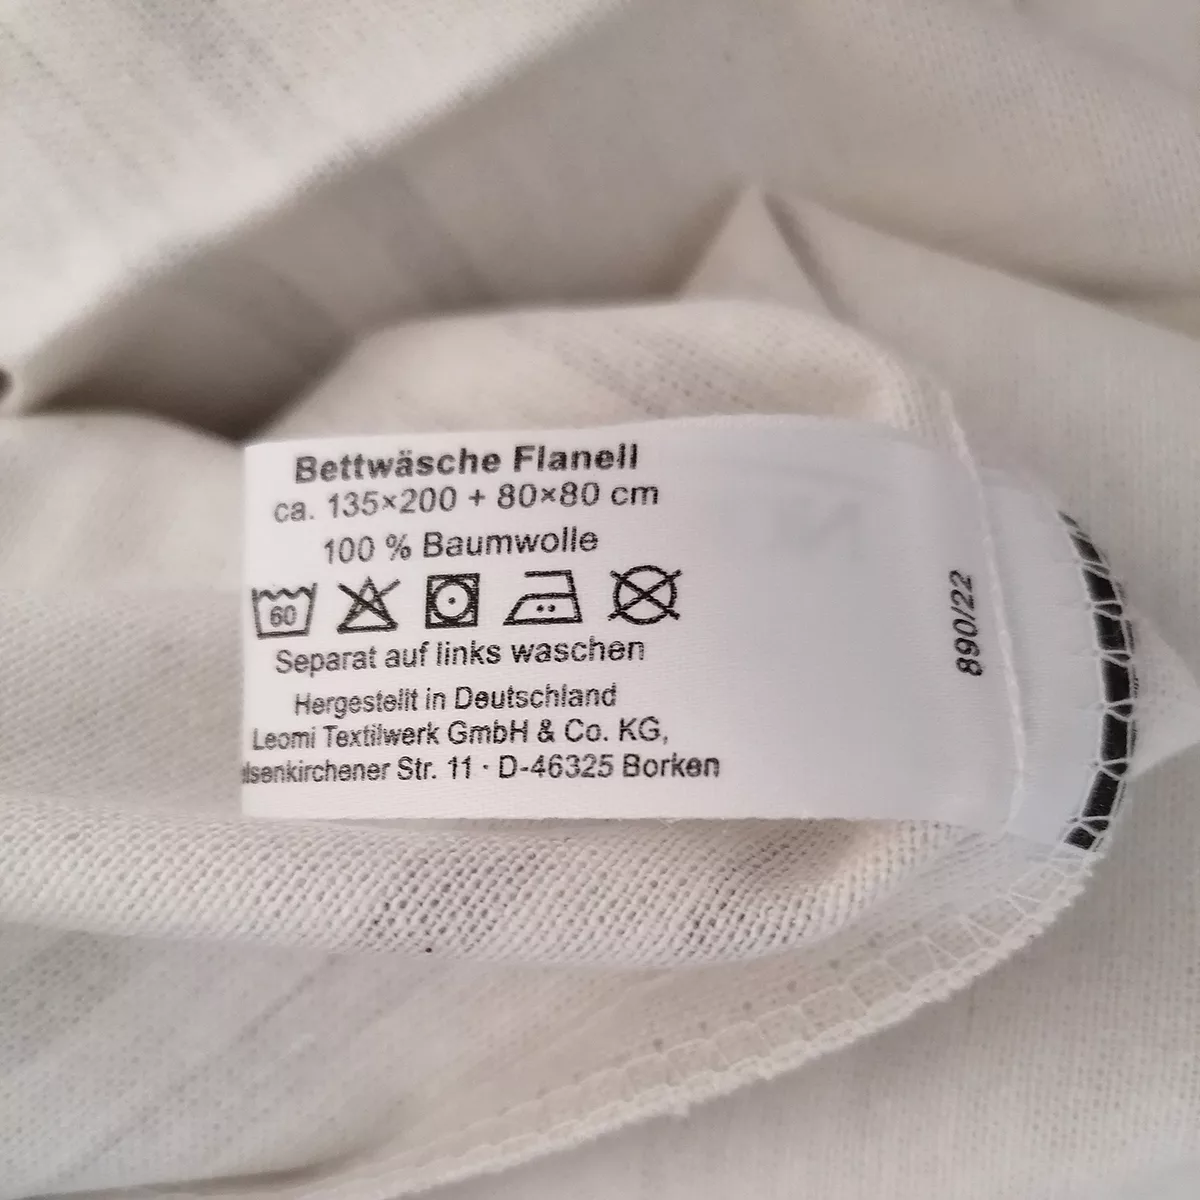 Bettwäsche Flanell
ca. 135×200 + 80×80 cm
100 % Baumwolle
60
Separat auf links waschen
Hergestellt in Deutschland
Leomi Textilwerk GmbH & Co. KG,
lsenkirchener Str. 11 · D-46325 Borken
890/22